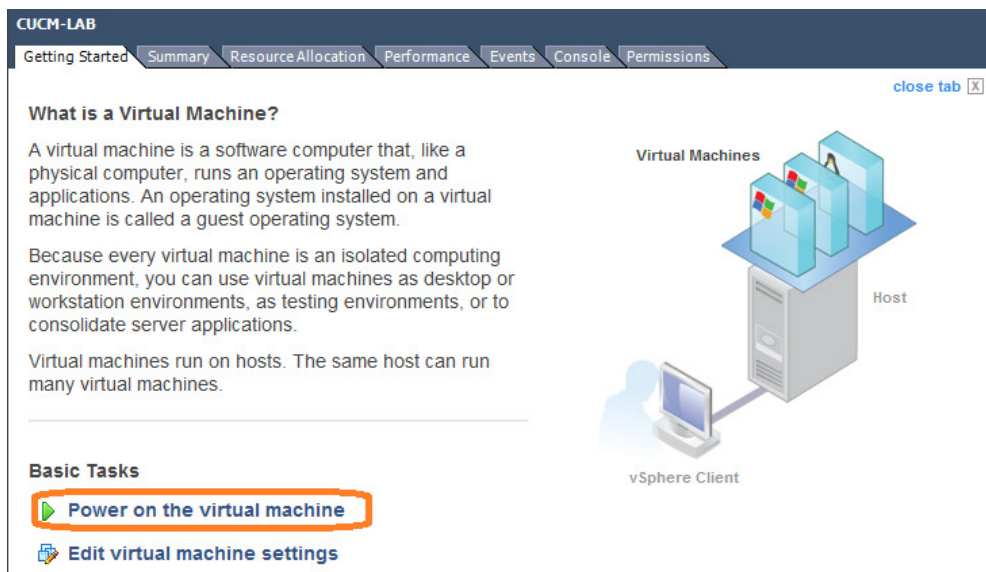 CUCM-LAB
Getting Started Summary Resource Allocation Performance Events Console Permissions
close tab X
What is a Virtual Machine?
A virtual machine is a software computer that, like a
physical computer, runs an operating system and
applications. An operating system installed on a virtual
machine is called a guest operating system.
Because every virtual machine is an isolated computing
environment, you can use virtual machines as desktop or
workstation environments, as testing environments, or to
consolidate server applications.
Virtual machines run on hosts. The same host can run
many virtual machines.
Virtual Machines
Host
vSphere Client
Basic Tasks
Power on the virtual machine
Edit virtual machine settings